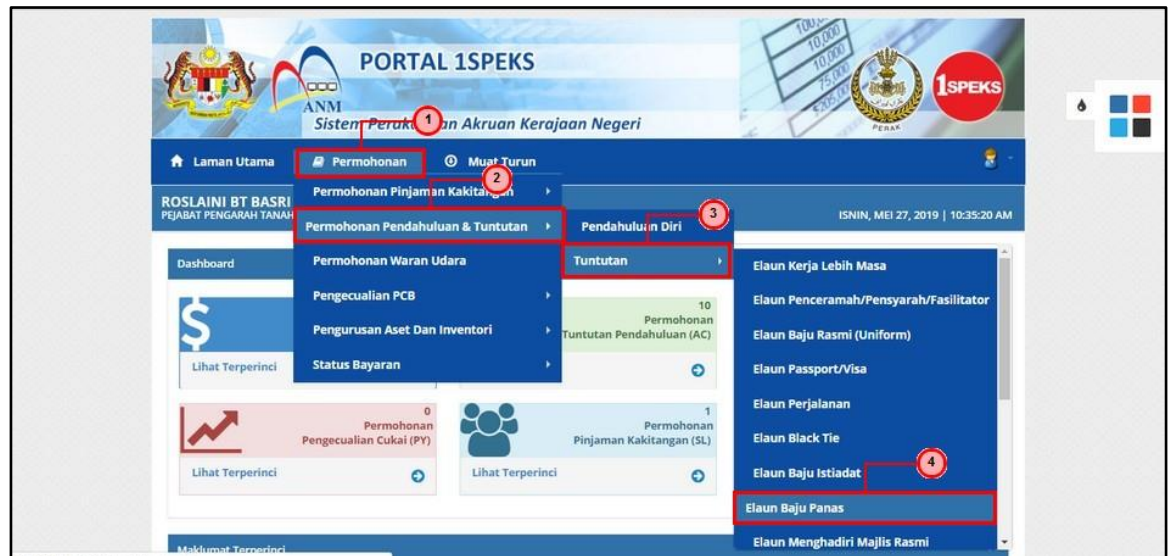 PORTAL 1SPEKS
ANM
Sistem Perakaunan Akruan Kerajaan Negeri
PERAK
1SPEKS
1
Laman Utama
Permohonan
Muat Turun
2
ROSLAINI BT BASRI
PEJABAT PENGARAH TANAH
ISNIN, MEI 27, 2019 | 10:35:20 AM
Permohonan Pinjaman Kakitangan
Permohonan Pendahuluan & Tuntutan
Permohonan Waran Udara
Pengecualian PCB
Pengurusan Aset Dan Inventori
Status Bayaran
3
Pendahuluan Diri
Tuntutan
Elaun Kerja Lebih Masa
Elaun Penceramah/Pensyarah/Fasilitator
Elaun Baju Rasmi (Uniform)
Elaun Passport/Visa
Elaun Perjalanan
Elaun Black Tie
Elaun Baju Istiadat
4
Elaun Baju Panas
Elaun Menghadiri Majlis Rasmi
Dashboard
Lihat Terperinci
10
Permohonan
Tuntutan Pendahuluan (AC)
0
Permohonan
Pengecualian Cukai (PY)
Lihat Terperinci
1
Permohonan
Pinjaman Kakitangan (SL)
Lihat Terperinci
Maklumat Terperinci